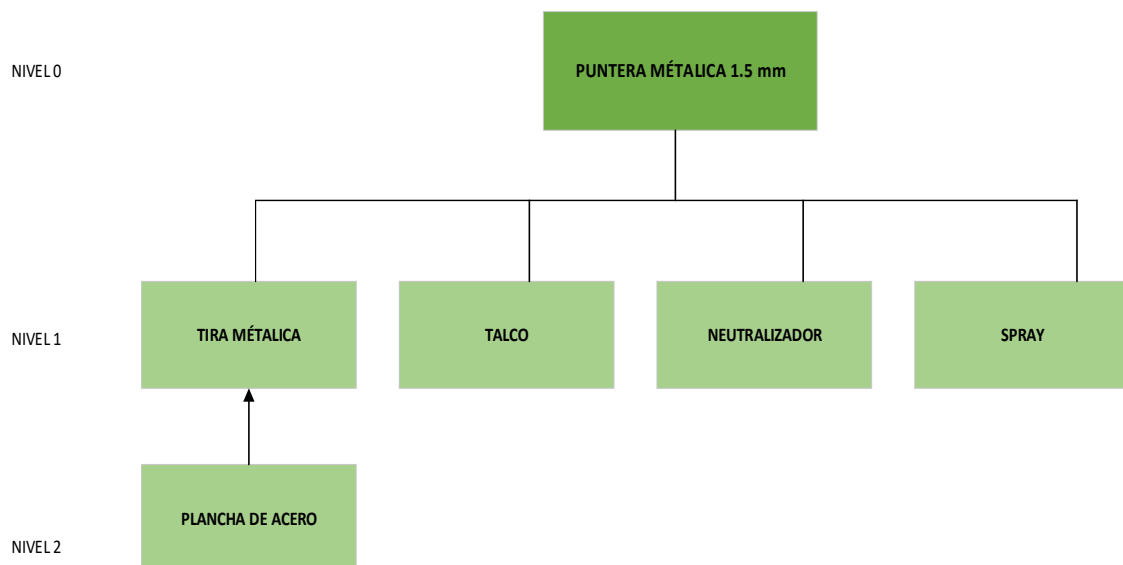 NIVEL 0
PUNTERA MÉTALICA 1.5 mm
NIVEL 1
TIRA MÉTALICA
TALCO
NEUTRALIZADOR
SPRAY
PLANCHA DE ACERO
NIVEL 2